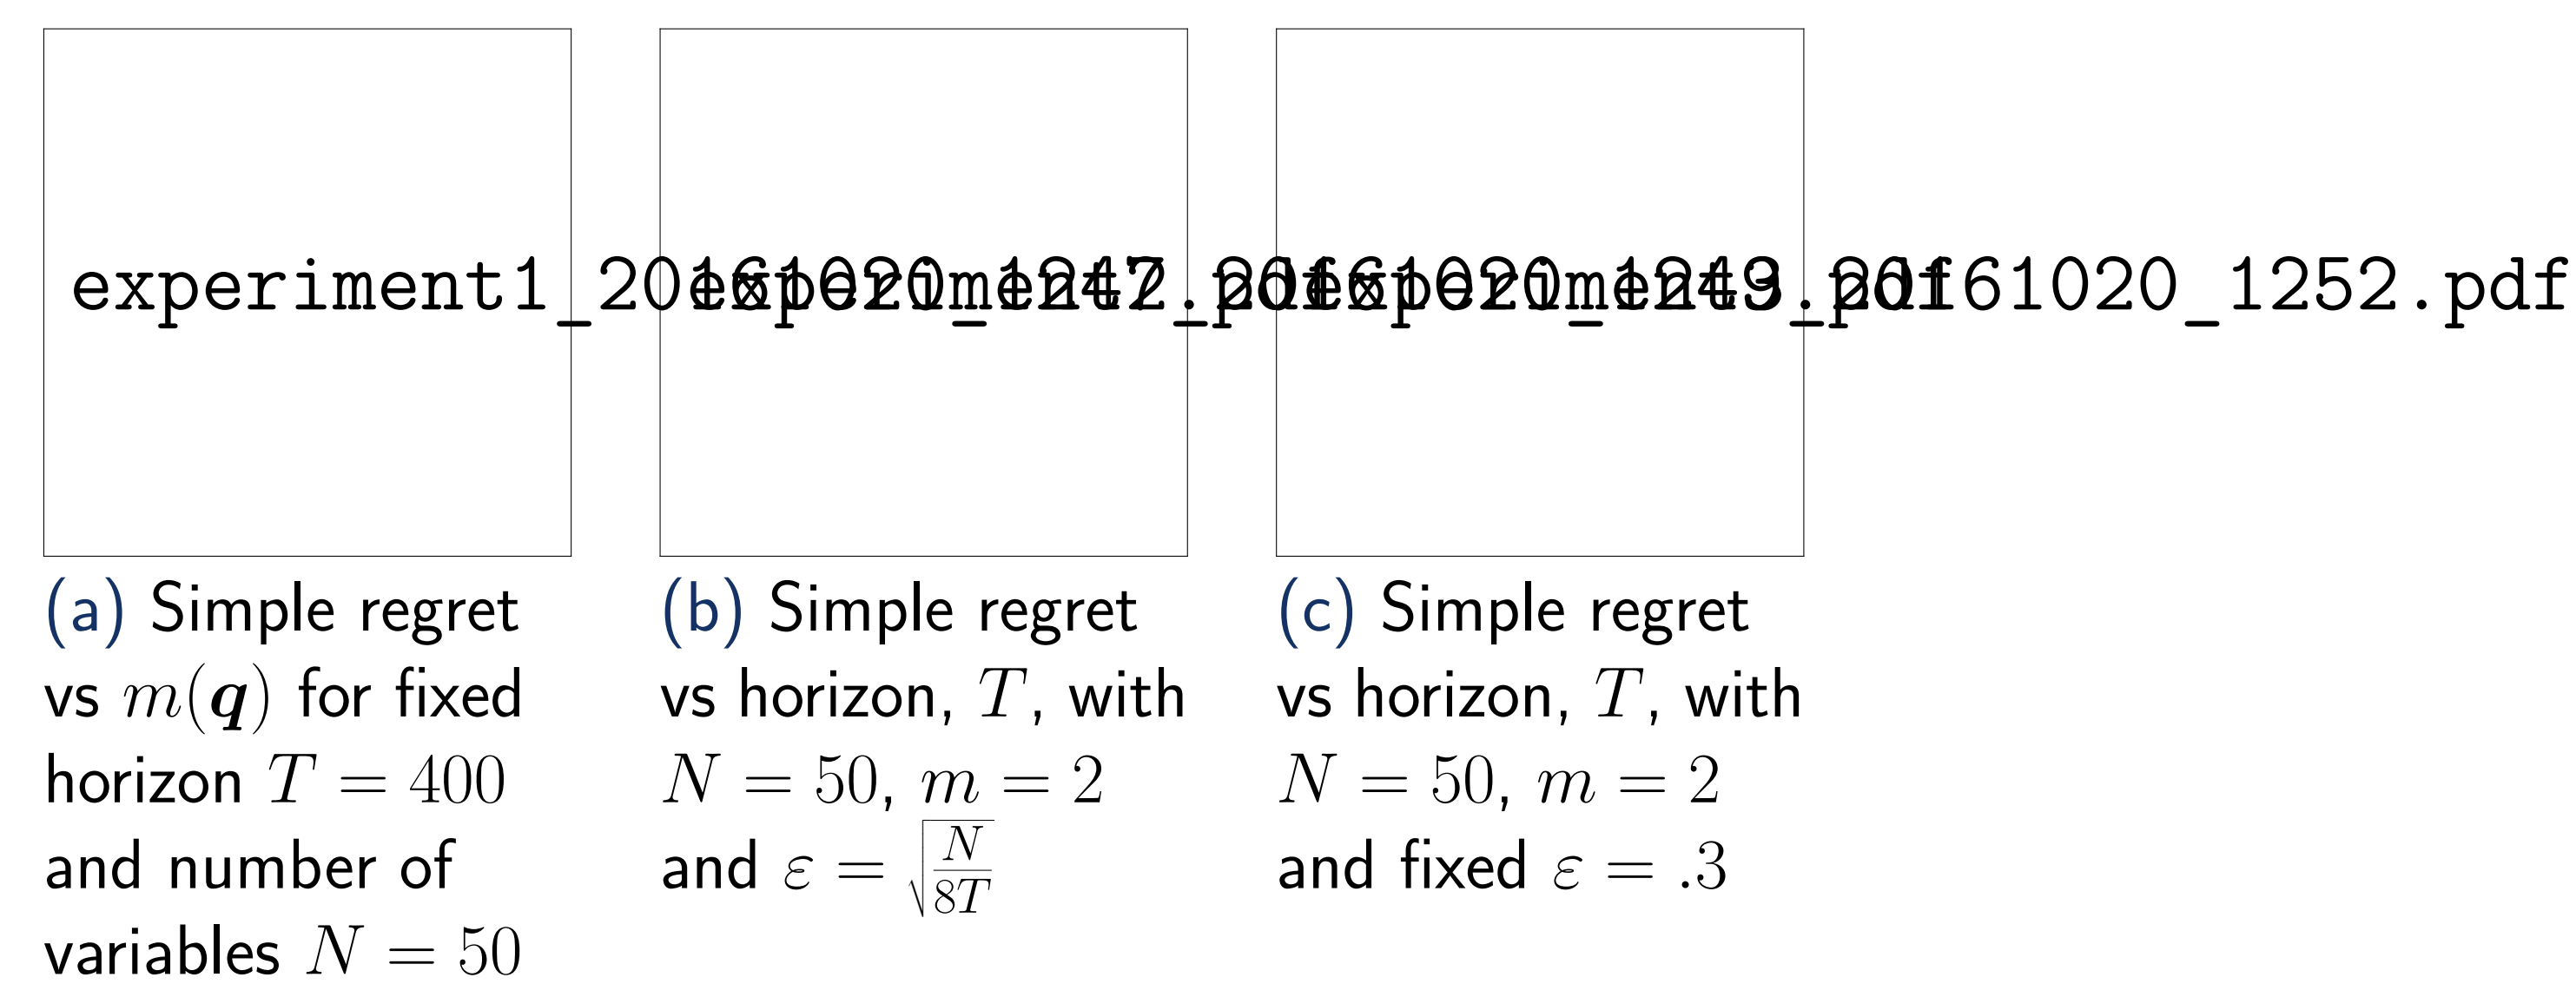 experiment1_20161020_1247.pdf
experiment2_20161020_1249.pdf
experiment3_20161020_1252.pdf
(a) Simple regret
vs m(q) for fixed
horizon T = 400
and number of
variables N = 50
(b) Simple regret
vs horizon, T, with
N = 50, m = 2
and ε = √(N/8T)
(c) Simple regret
vs horizon, T, with
N = 50, m = 2
and fixed ε = .3